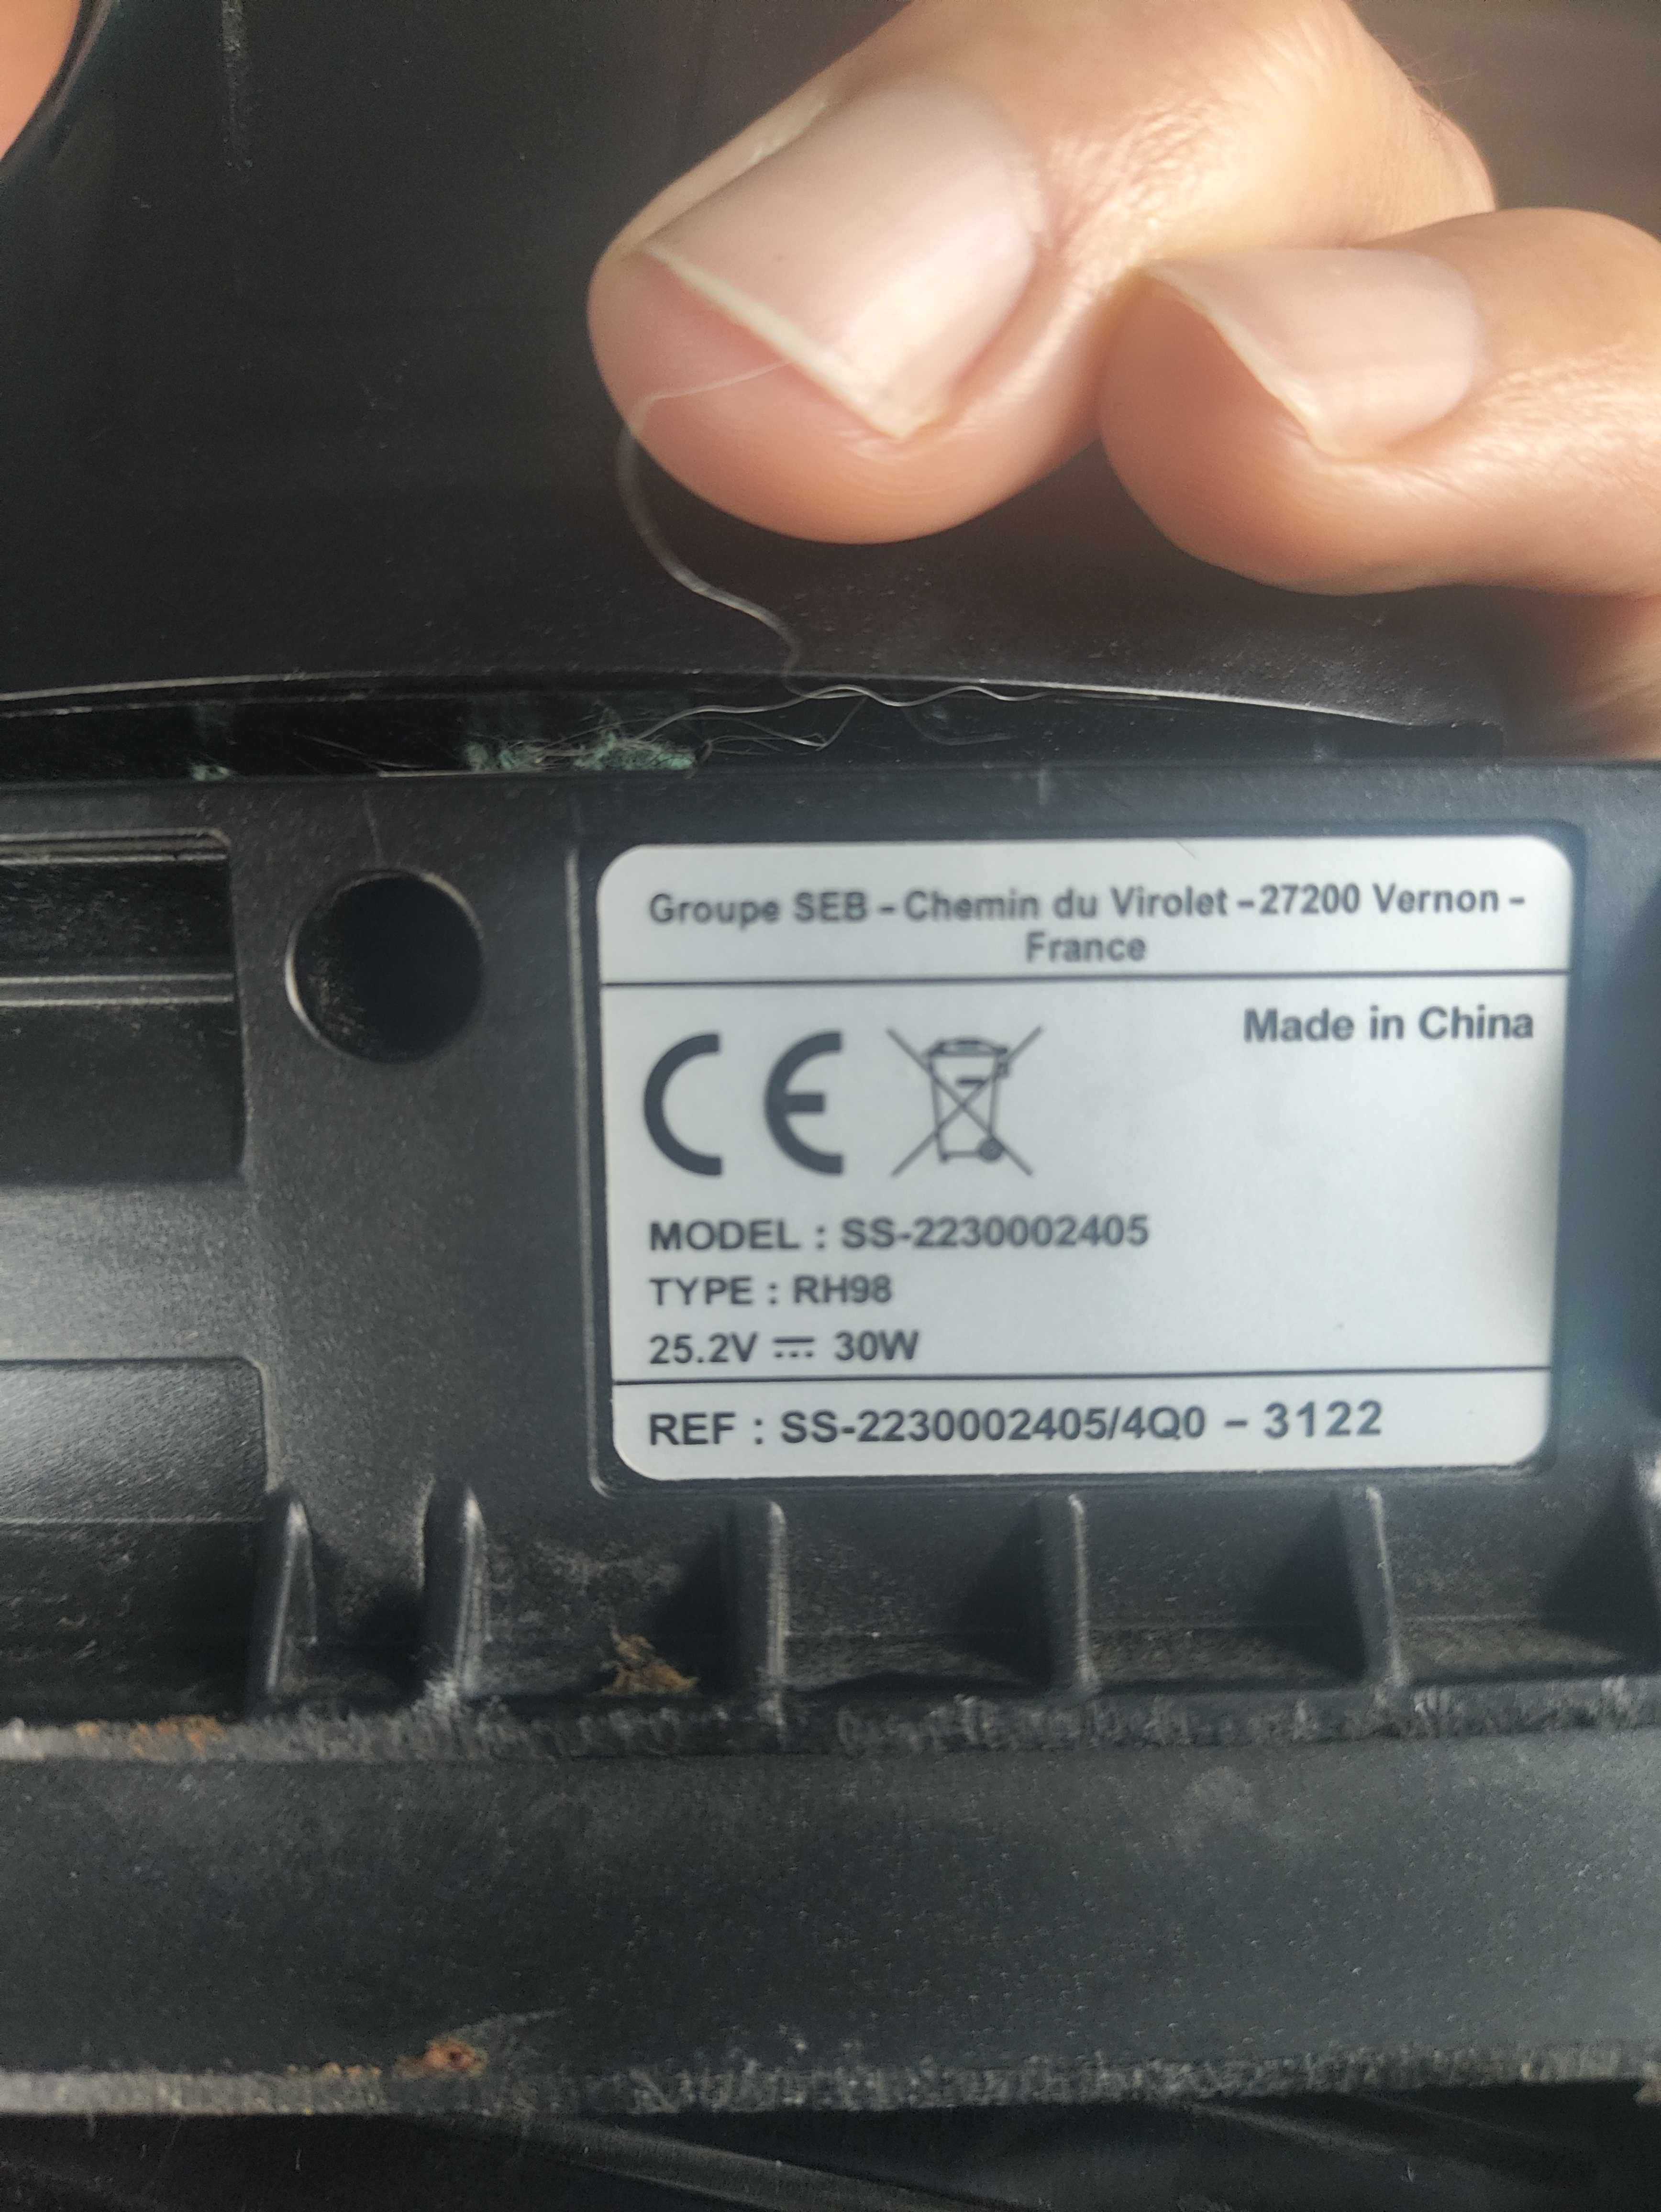 Groupe SEB – Chemin du Virolet – 27200 Vernon –
France
Made in China
CE
MODEL : SS-2230002405
TYPE : RH98
25.2V ⎓ 30W
REF : SS-2230002405/4Q0 – 3122